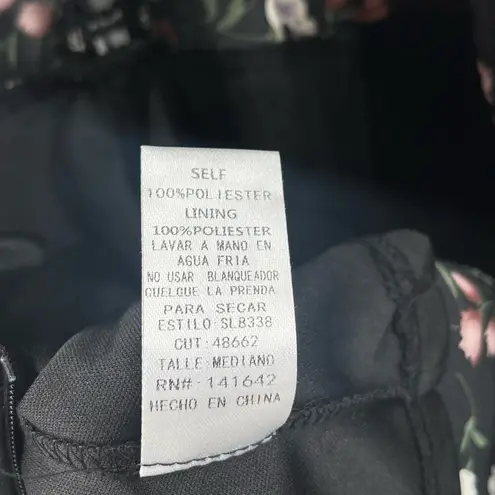 SELF
100%POLIESTER
LINING
100%POLIESTER
LAVAR A MANO EN
AGUA FRIA
NO USAR BLANQUEADOR
CUELGUE LA PRENDA
PARA SECAR
ESTILO:SL8338
CUT:48662
TALLE:MEDIANO
RN#:141642
HECHO EN CHINA